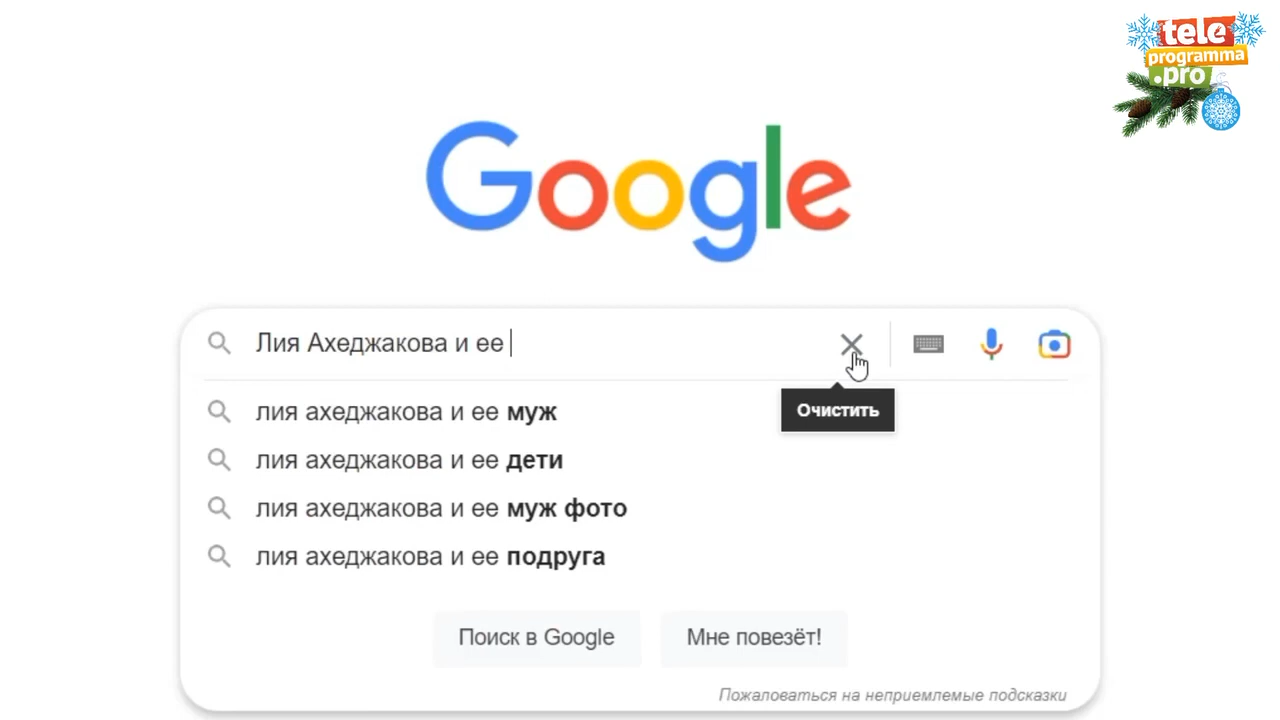 tele
programma
.pro
Google
Лия Ахеджакова и ее
Очистить
лия ахеджакова и ее муж
лия ахеджакова и ее дети
лия ахеджакова и ее муж фото
лия ахеджакова и ее подруга
Поиск в Google
Мне повезёт!
Пожаловаться на неприемлемые подсказки